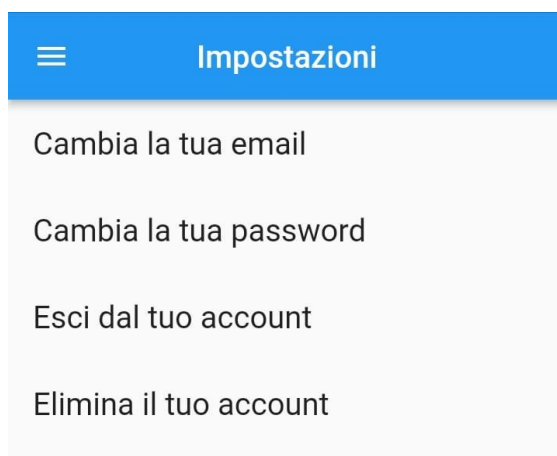 Impostazioni
Cambia la tua email
Cambia la tua password
Esci dal tuo account
Elimina il tuo account